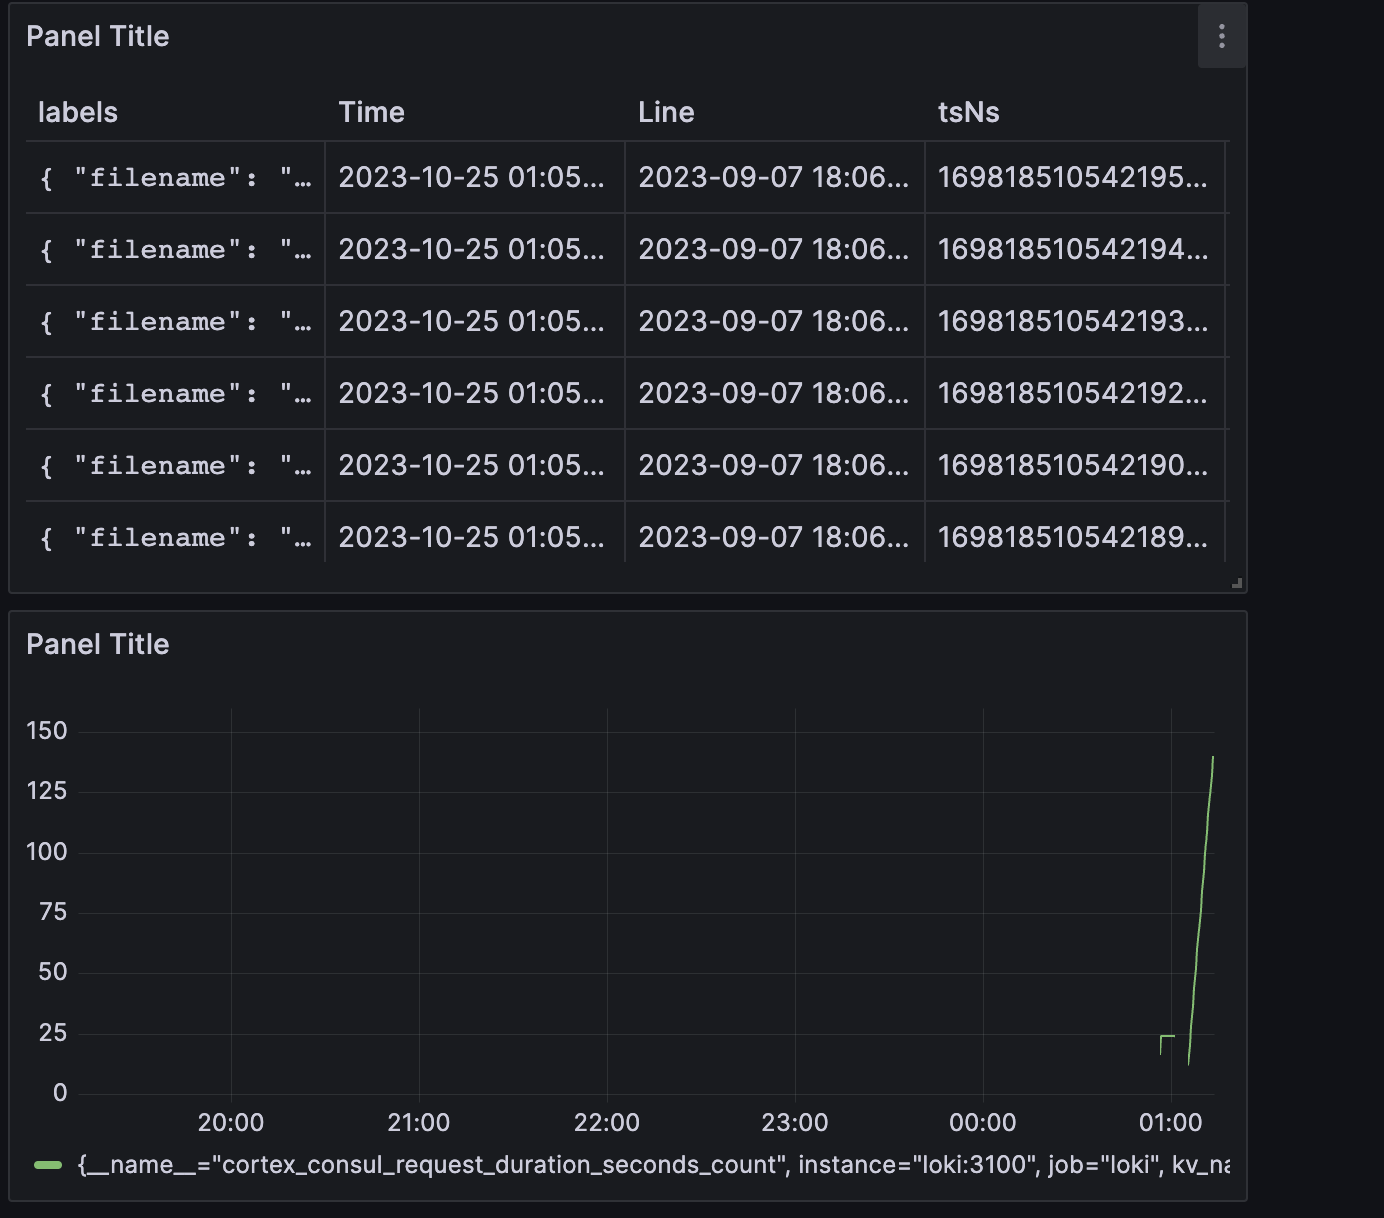 Panel Title
labels Time Line tsNs
{ "filename": "… 2023-10-25 01:05… 2023-09-07 18:06…169818510542195…
{ "filename": "… 2023-10-25 01:05… 2023-09-07 18:06… 169818510542194…
{ "filename": "… 2023-10-25 01:05… 2023-09-07 18:06… 169818510542193…
{ "filename": "… 2023-10-25 01:05… 2023-09-07 18:06… 169818510542192…
{ "filename": "… 2023-10-25 01:05… 2023-09-07 18:06… 169818510542190…
{ "filename": "… 2023-10-25 01:05… 2023-09-07 18:06… 169818510542189…
Panel Title
150
125
100
75
50
25
0
20:00 21:00 22:00 23:00 00:00 01:00
{__name__="cortex_consul_request_duration_seconds_count", instance="loki:3100", job="loki", kv_na